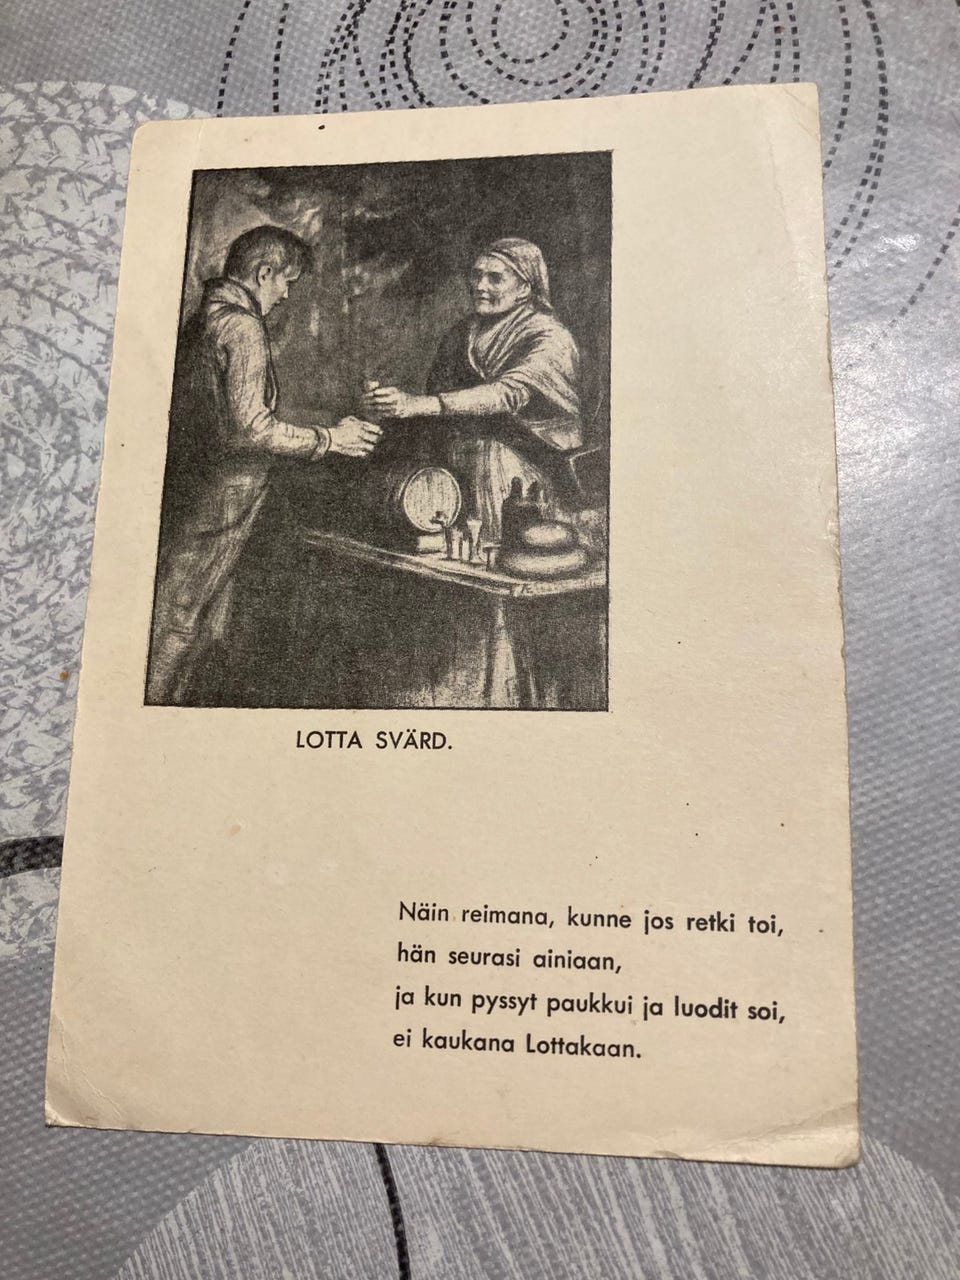 LOTTA SVÄRD.
Näin reimana, kunne jos retki toi,
hän seurasi ainiaan,
ja kun pyssyt paukkui ja luodit soi,
ei kaukana Lottakaan.